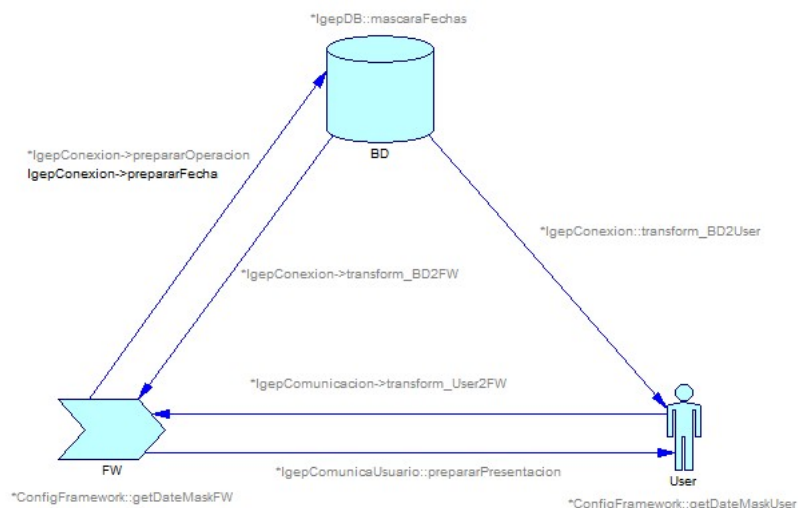 *IgepDB::mascaraFechas
BD
*IgepConexion->prepararOperacion
IgepConexion->prepararFecha
*IgepConexion::transform_BD2User
*IgepConexion->transform_BD2FW
*IgepComunicacion->transform_User2FW
FW
*IgepComunicaUsuario::prepararPresentacion
User
*ConfigFramework::getDateMaskFW
*ConfigFramework::getDateMaskUser